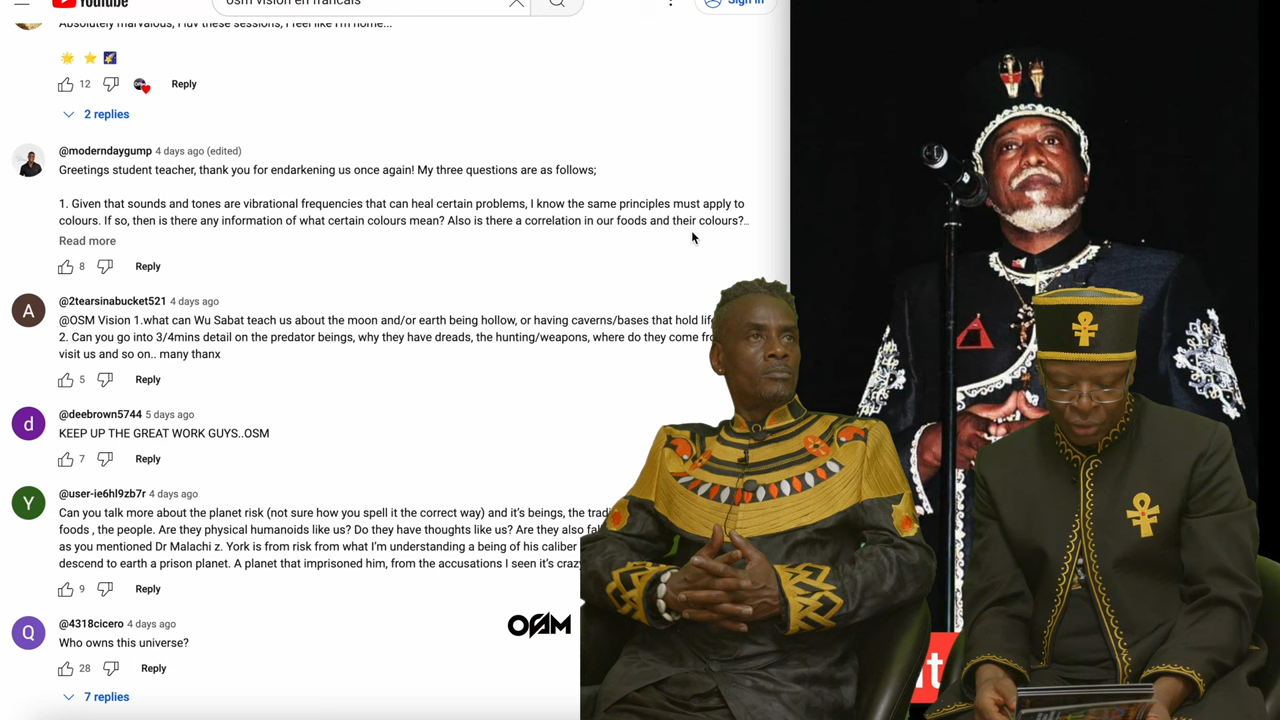 YouTube
osm vision en francais
Sign in
Absolutely marvalous, I luv these sessions, I feel like I'm home...
12
Reply
2 replies
@moderndaygump 4 days ago (edited)
Greetings student teacher, thank you for endarkening us once again! My three questions are as follows;
1. Given that sounds and tones are vibrational frequencies that can heal certain problems, I know the same principles must apply to
colours. If so, then is there any information of what certain colours mean? Also is there a correlation in our foods and their colours?..
Read more
8
Reply
A
@2tearsinabucket521 4 days ago
@OSM Vision 1.what can Wu Sabat teach us about the moon and/or earth being hollow, or having caverns/bases that hold
2. Can you go into 3/4mins detail on the predator beings, why they have dreads, the hunting/weapons, where do they come
visit us and so on.. many thanx
5
Reply
d
@deebrown5744 5 days ago
KEEP UP THE GREAT WORK GUYS..OSM
7
Reply
Y
@user-ie6hl9zb7r 4 days ago
Can you talk more about the planet risk (not sure how you spell it the correct way) and it's beings, the
foods , the people. Are they physical humanoids like us? Do they have thoughts like us? Are they also
as you mentioned Dr Malachi z. York is from risk from what I'm understanding a being of his caliber
descend to earth a prison planet. A planet that imprisoned him, from the accusations I seen it's
9
Reply
OSM
Q
@4318cicero 4 days ago
Who owns this universe?
28
Reply
7 replies